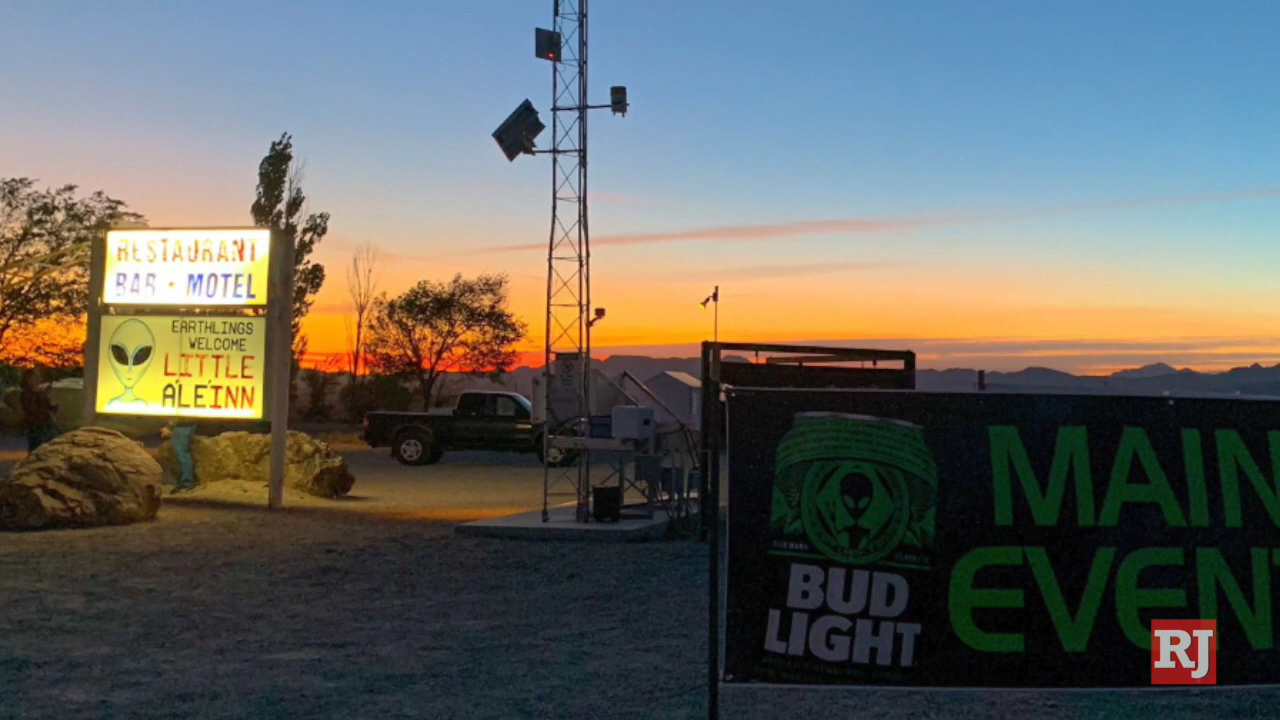 RESTAURANT
BAR · MOTEL
EARTHLINGS
WELCOME
LITTLE
A'LE'INN
MAIN
EVENT
BUD
LIGHT
RJ